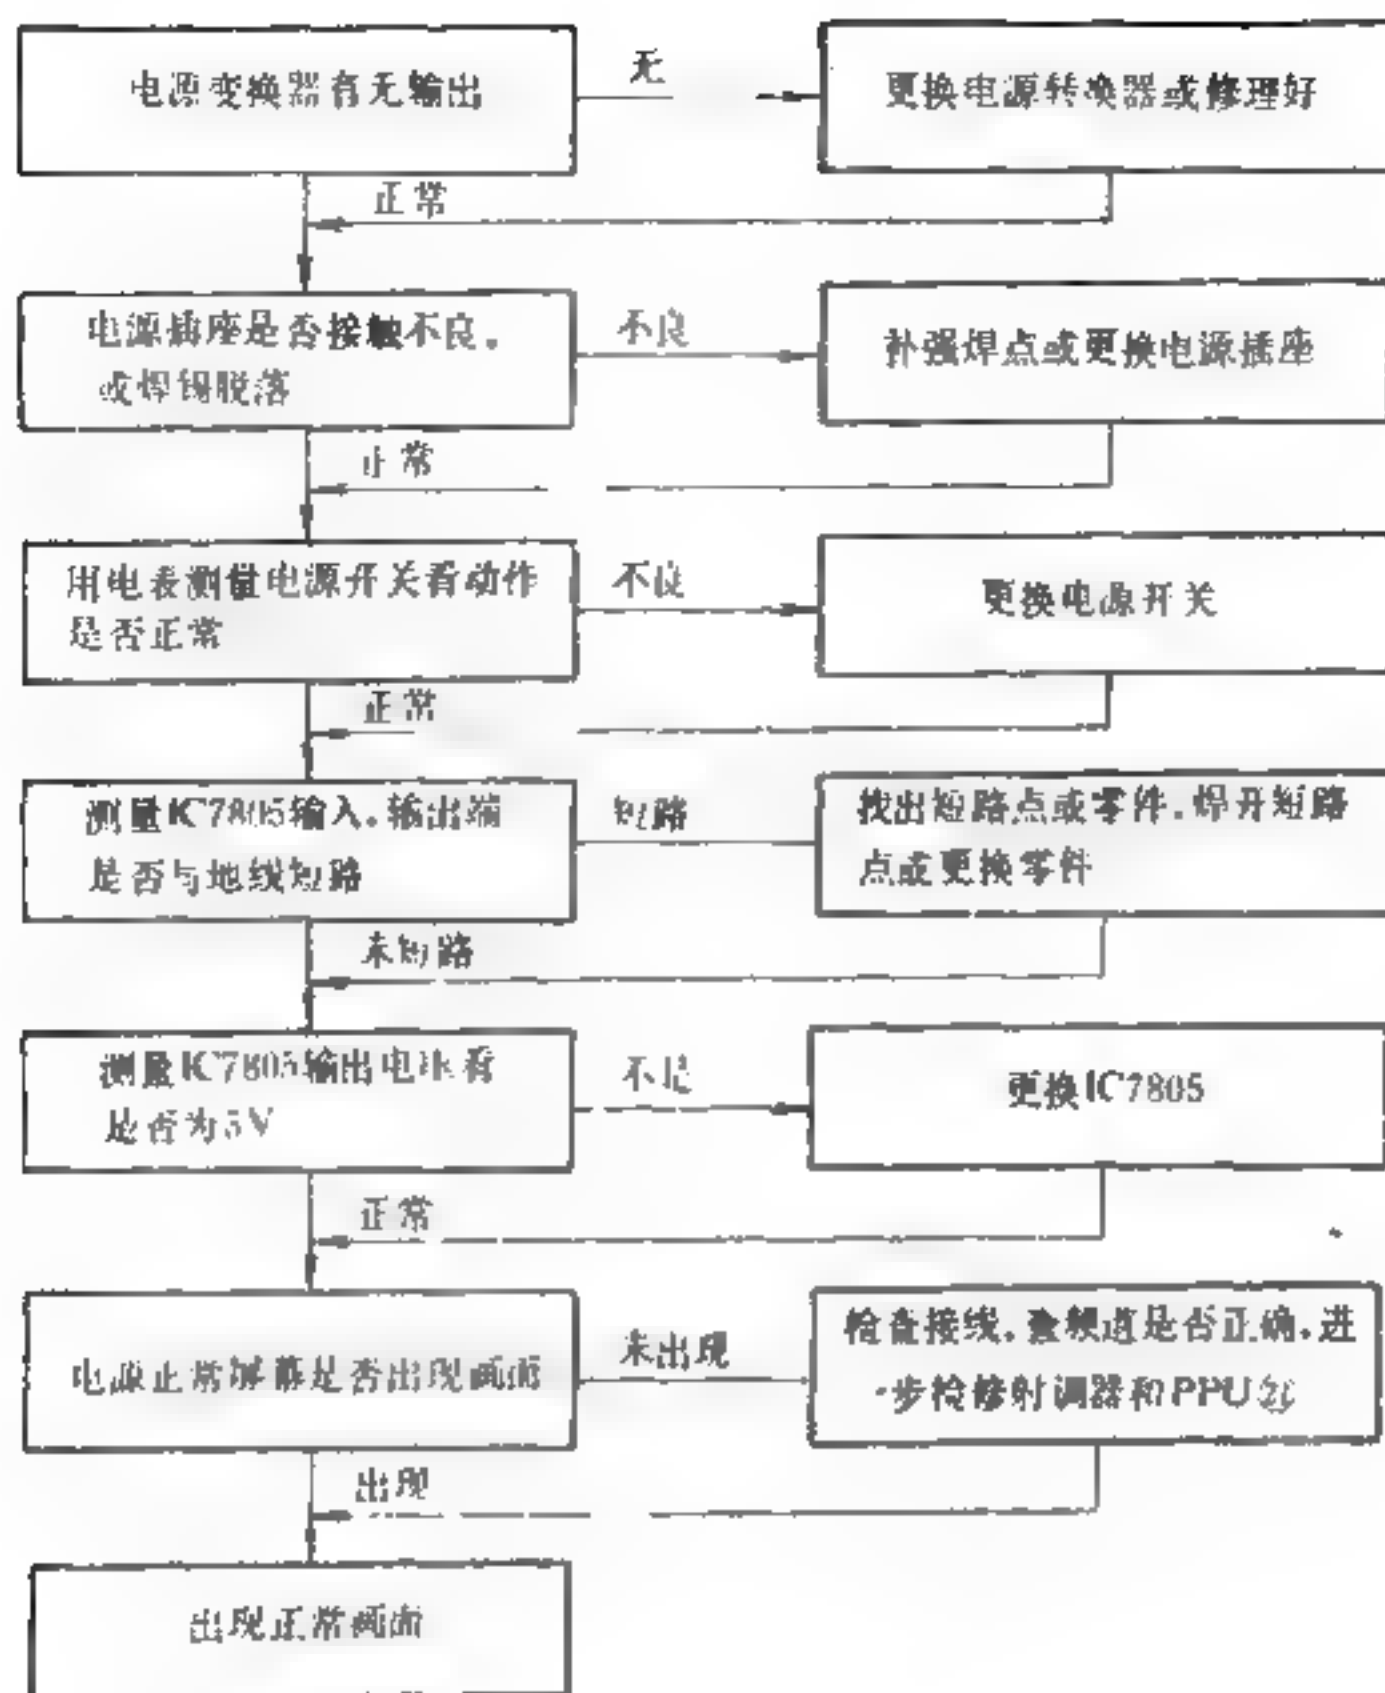 电源变换器有无输出
无
更换电源转换器或修理好
正常
电源插座是否接触不良.
或焊锡脱落
不良
补强焊点或更换电源插座
正常
用电表测量电源开关看动作
是否正常
不良
更换电源开关
正常
测量IC7805输入.输出端
是否与地线短路
短路
找出短路点或零件.焊开短路
点或更换零件
未短路
测量IC7805输出电压看
是否为5V
不足
更换IC7805
正常
电源正常屏幕是否出现画面
未出现
检查接线.查频道是否正确.进
一步检修射调器和PPU
出现
出现正常画面